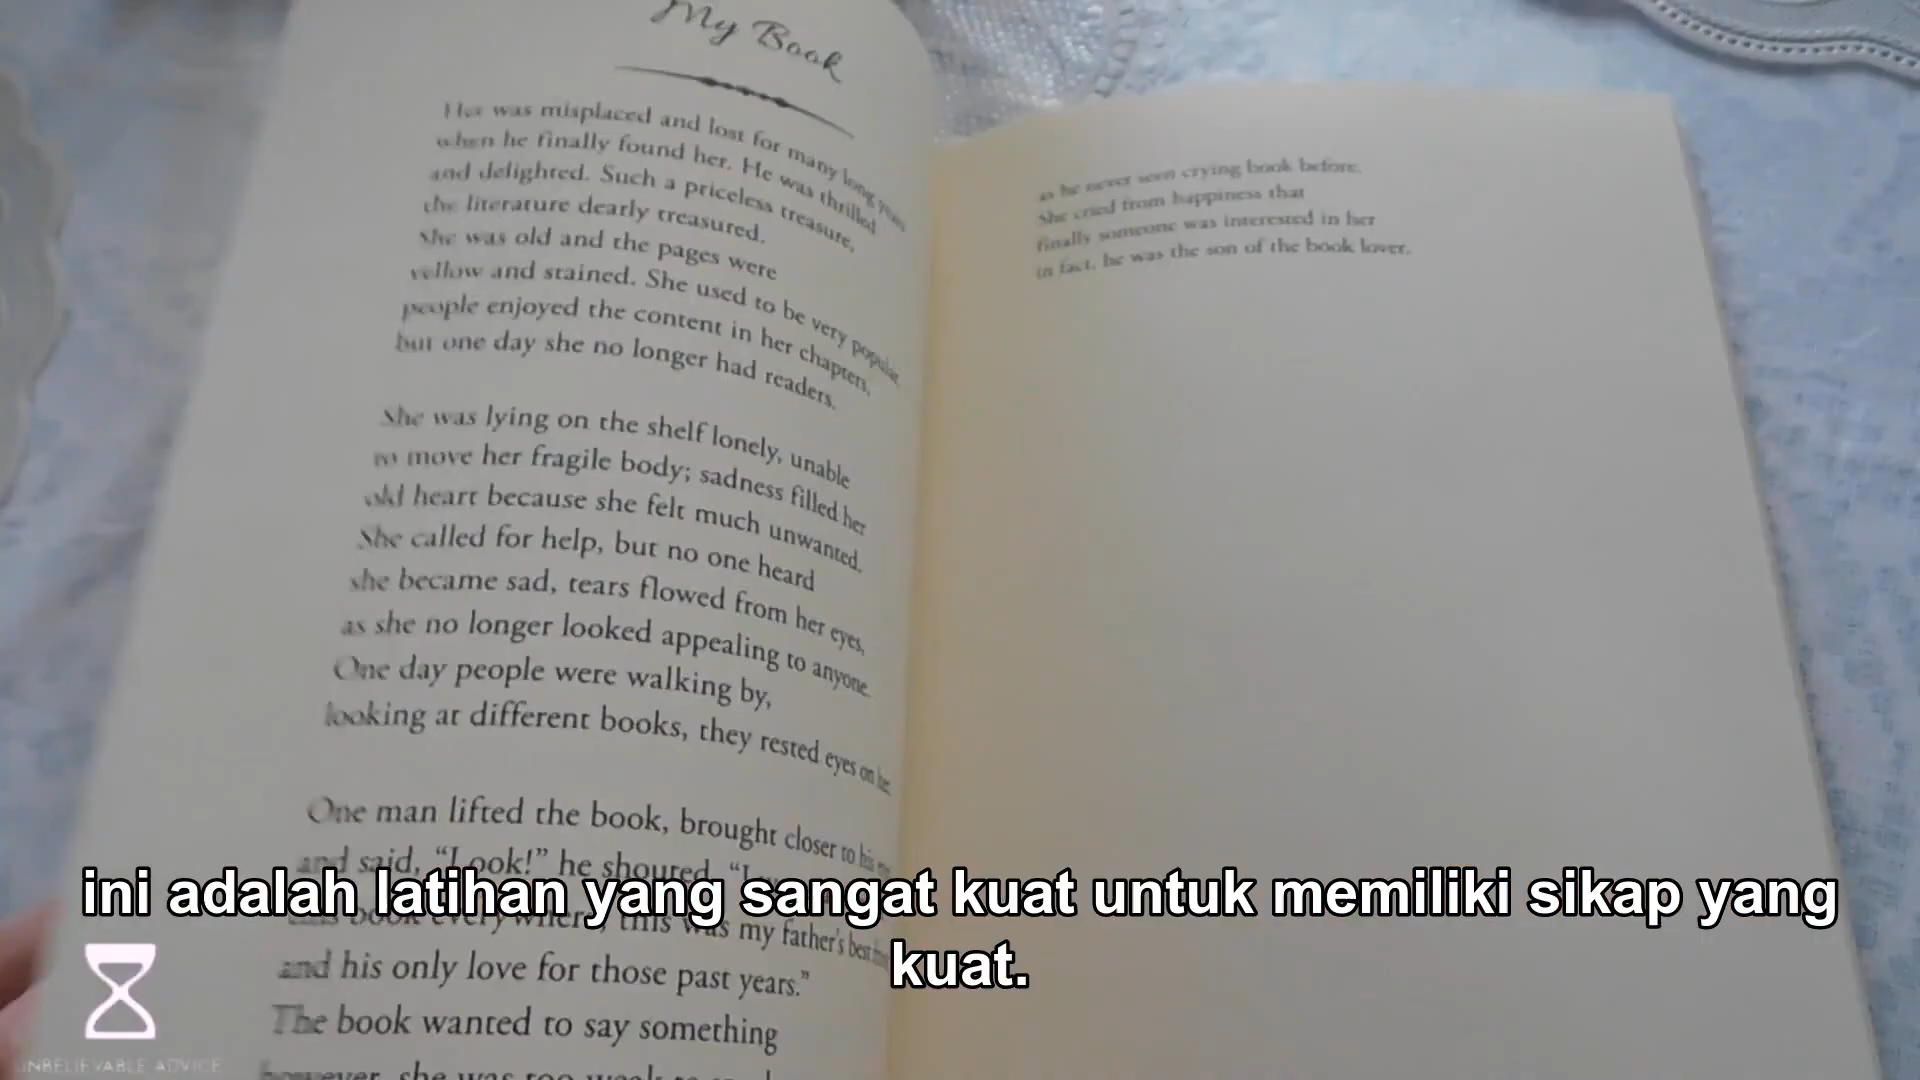 My Book
Her was misplaced and lost for many long years
when he finally found her. He was thrilled
and delighted. Such a priceless treasure,
the literature dearly treasured.
She was old and the pages were
yellow and stained. She used to be very popular,
people enjoyed the content in her chapters,
but one day she no longer had readers.
She was lying on the shelf lonely, unable
to move her fragile body; sadness filled her
old heart because she felt much unwanted.
She called for help, but no one heard
she became sad, tears flowed from her eyes,
as she no longer looked appealing to anyone.
One day people were walking by,
looking at different books, they rested eyes on her.
One man lifted the book, brought closer to his
and said, “Look!” he shouted,
this book everywhere, this was my father's best
and his only love for those past years.”
The book wanted to say something
however, she was too weak to
as he never seen crying book before.
She cried from happiness that
finally someone was interested in her
in fact, he was the son of the book lover.
ini adalah latihan yang sangat kuat untuk memiliki sikap yang
kuat.
UNBELIEVABLE ADVICE